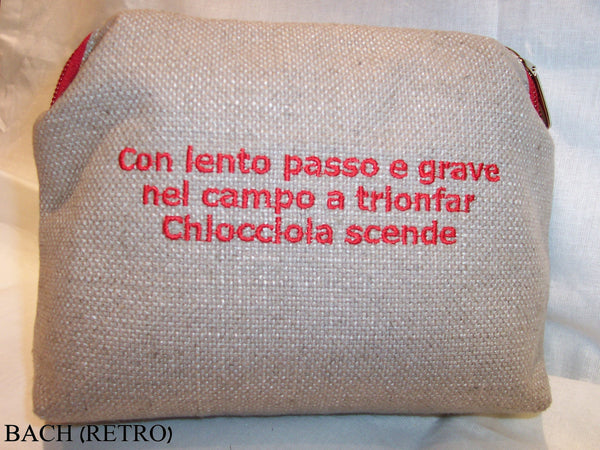 Con lento passo e grave
nel campo a trionfar
Chiocciola scende
BACH (RETRO)